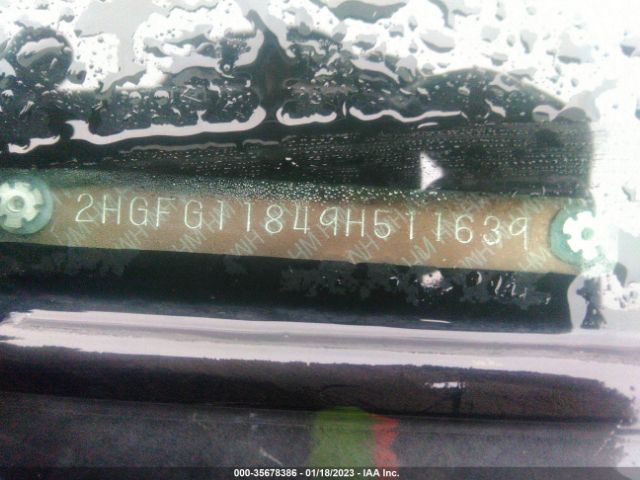 2HGFG11849H511639
000-35678386 - 01/18/2023 - IAA Inc.